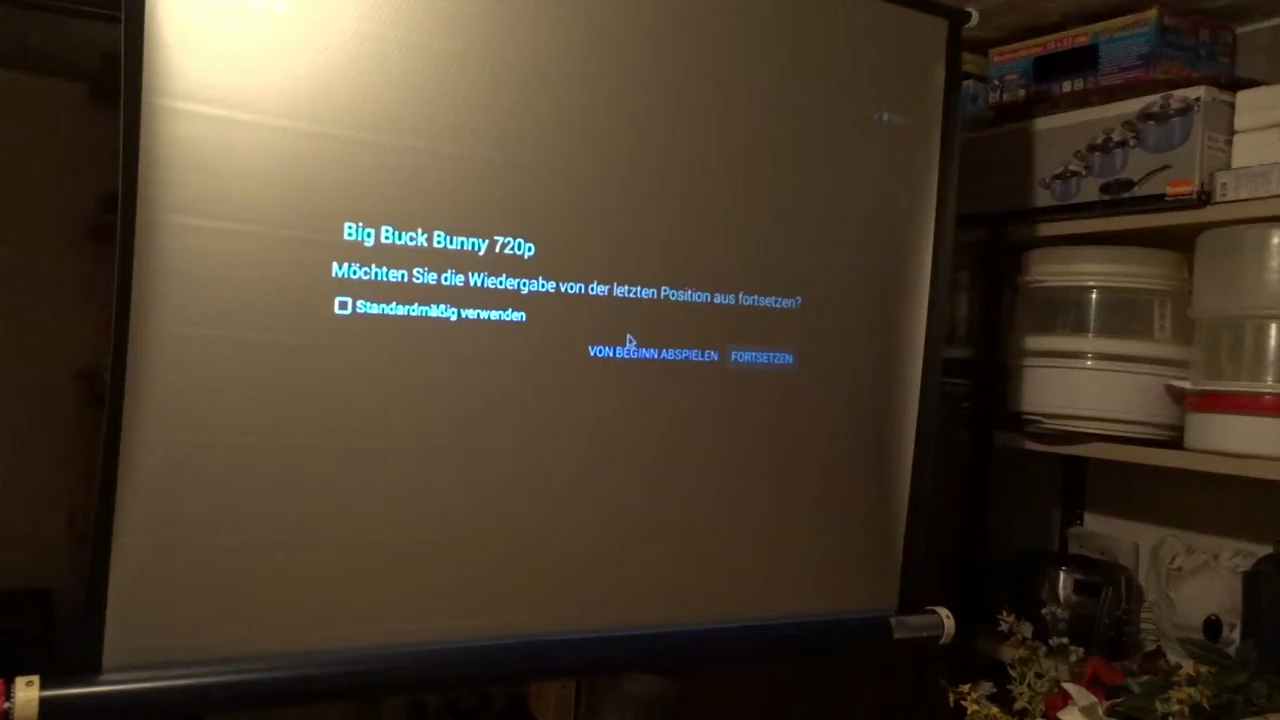 Big Buck Bunny 720p
Möchten Sie die Wiedergabe von der letzten Position aus fortsetzen?
Standardmäßig verwenden
VON BEGINN ABSPIELEN FORTSETZEN